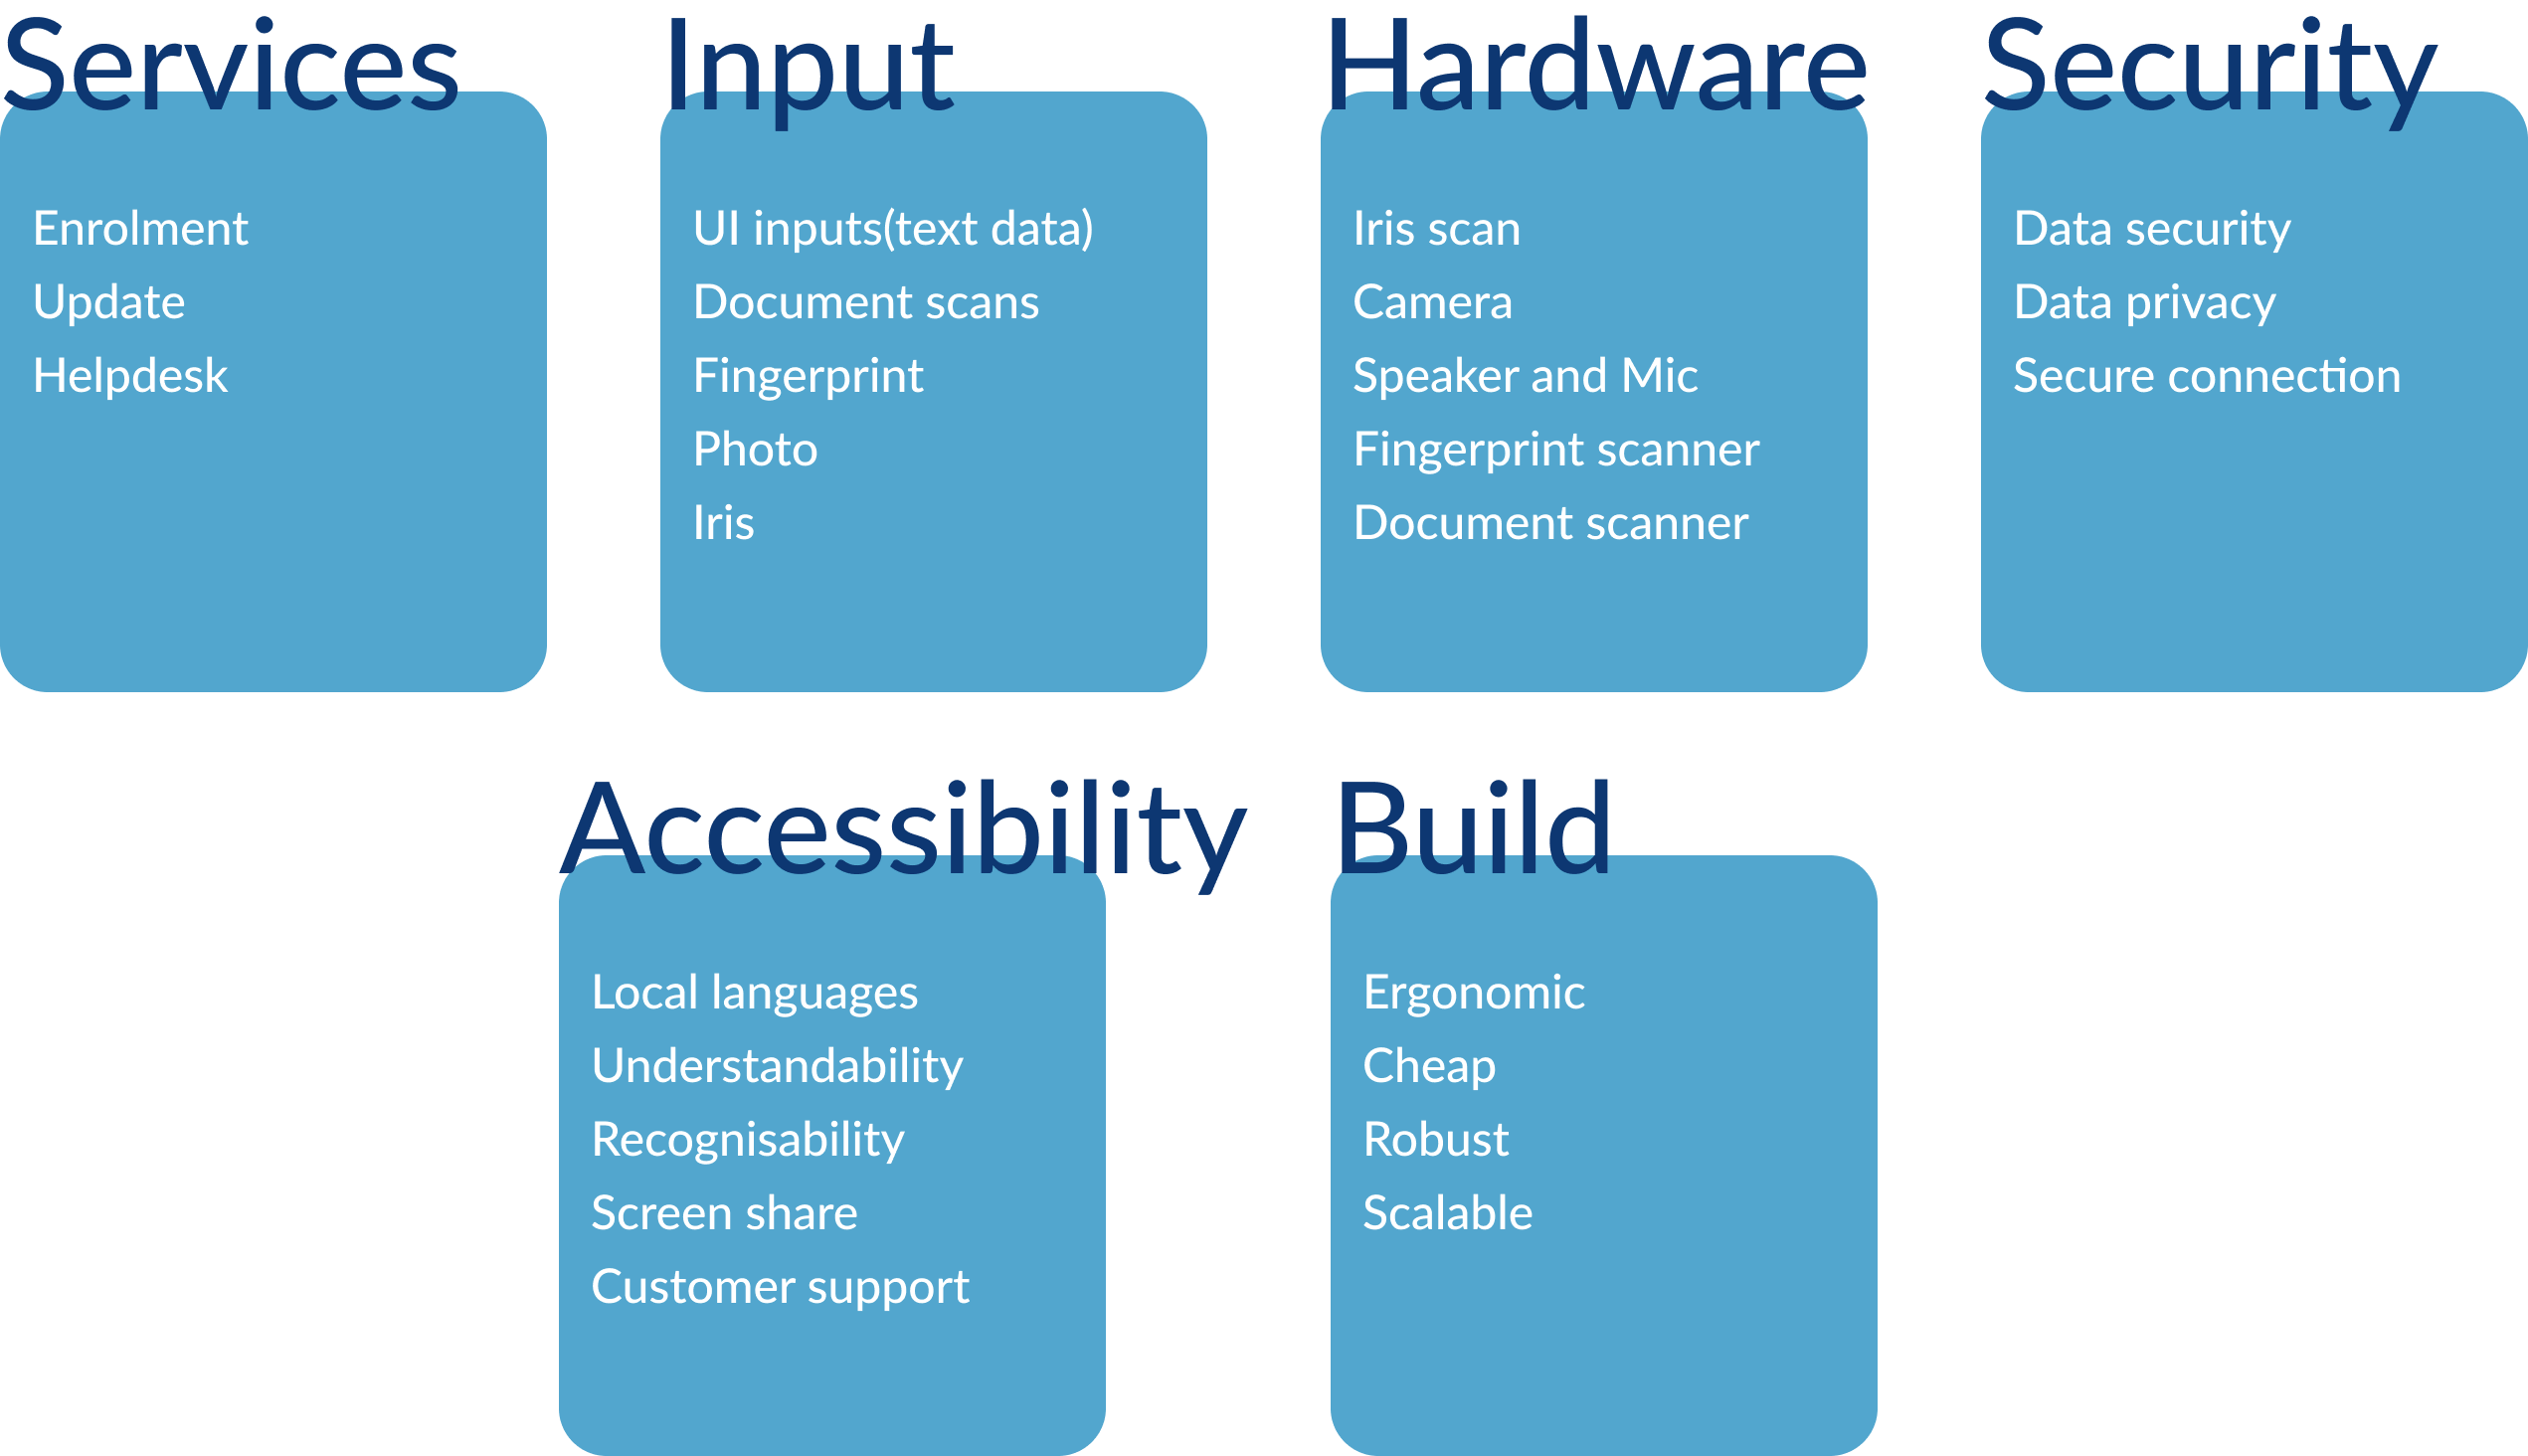 Services
Enrolment
Update
Helpdesk
Input
UI inputs(text data)
Document scans
Fingerprint
Photo
Iris
Hardware
Iris scan
Camera
Speaker and Mic
Fingerprint scanner
Document scanner
Security
Data security
Data privacy
Secure connection
Accessibility
Local languages
Understandability
Recognisability
Screen share
Customer support
Build
Ergonomic
Cheap
Robust
Scalable